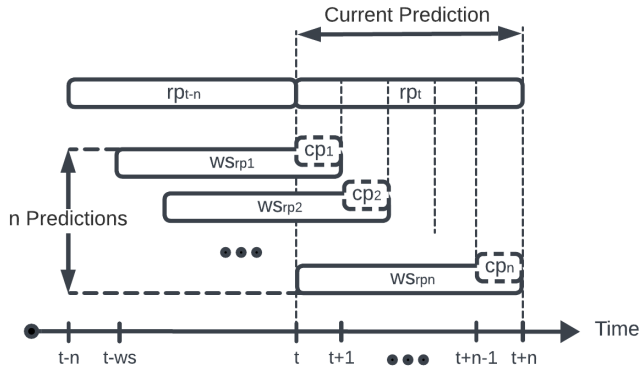 Current Prediction
rpt-n rpt
wsrp1 cp1
wsrp2 cp2
n Predictions
wsrpn cpn
Time
t-n t-ws t t+1 t+n-1 t+n